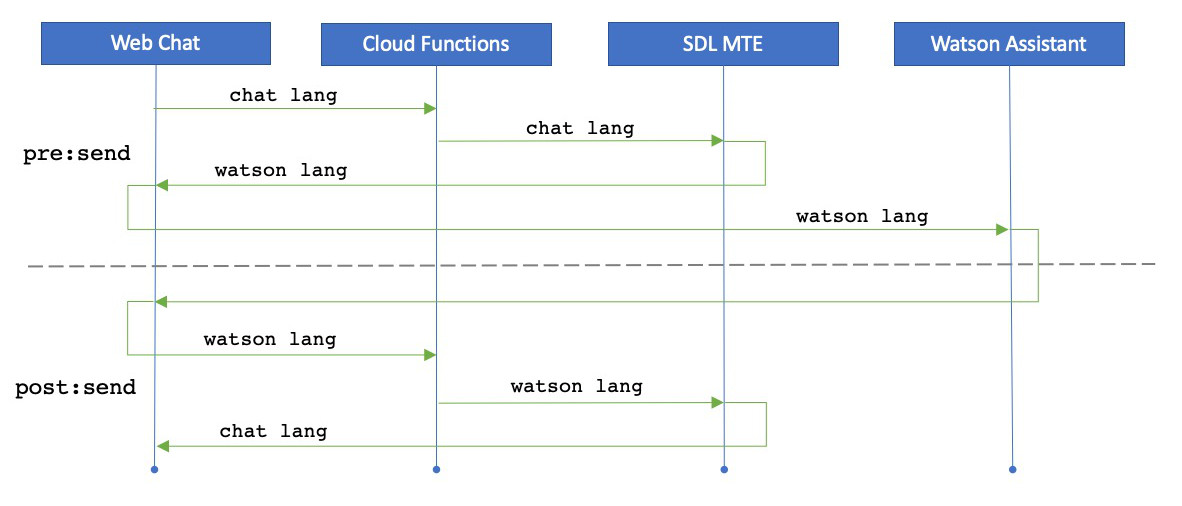 Web Chat
Cloud Functions
SDL MTE
Watson Assistant
chat lang
chat lang
pre:send
watson lang
watson lang
watson lang
post:send
watson lang
chat lang